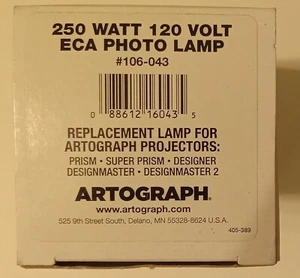 250 WATT 120 VOLT
ECA PHOTO LAMP
#106-043
0 88612 16043 5
REPLACEMENT LAMP FOR
ARTOGRAPH PROJECTORS:
PRISM • SUPER PRISM • DESIGNER
DESIGNMASTER • DESIGNMASTER 2
ARTOGRAPH®
www.artograph.com
525 9th Street South, Delano, MN 55328-8624 U.S.A.
405-389